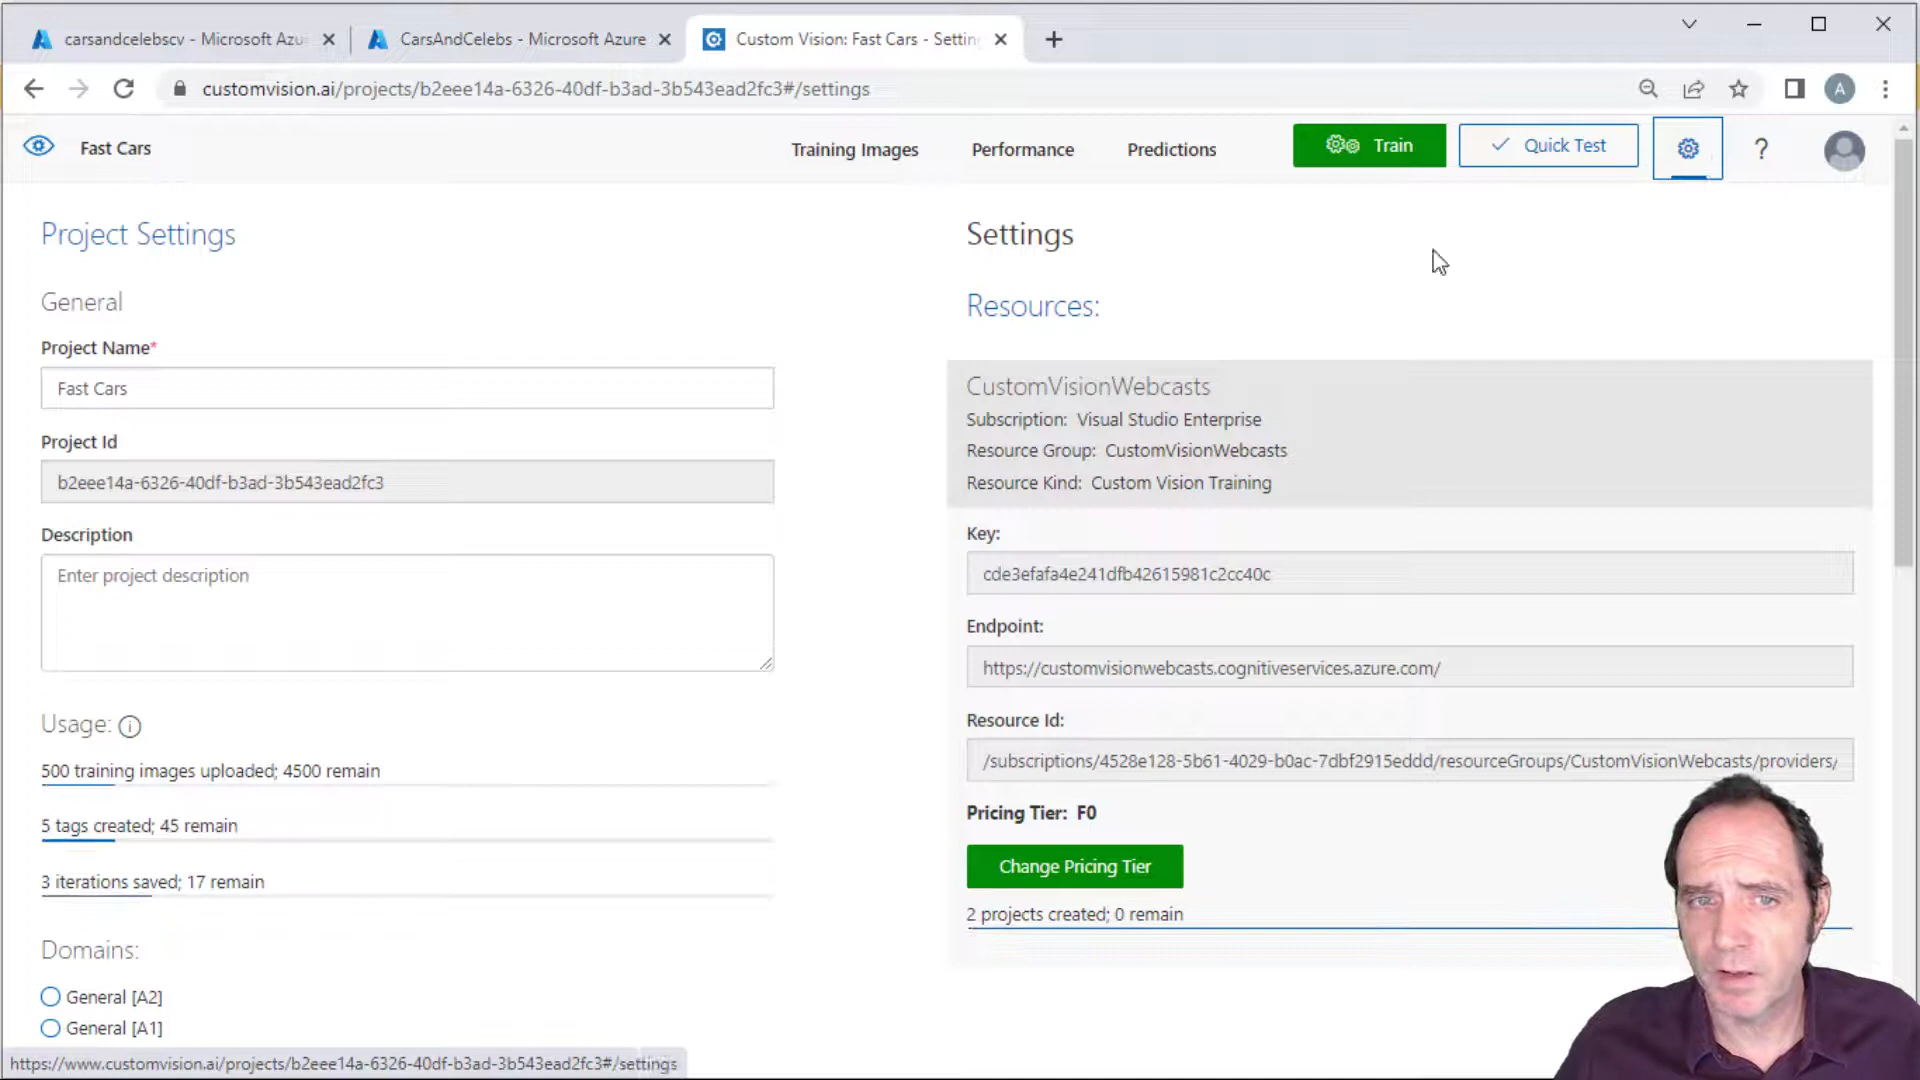 carsandcelebscv - Microsoft Azu
CarsAndCelebs - Microsoft Azure
Custom Vision: Fast Cars - Settin
customvision.ai/projects/b2eee14a-6326-40df-b3ad-3b543ead2fc3#/settings
A
Fast Cars
Training Images
Performance
Predictions
Train
Quick Test
?
Project Settings
General
Project Name*
Fast Cars
Project Id
b2eee14a-6326-40df-b3ad-3b543ead2fc3
Description
Enter project description
Usage:
500 training images uploaded; 4500 remain
5 tags created; 45 remain
3 iterations saved; 17 remain
Domains:
General [A2]
General [A1]
Settings
Resources:
CustomVisionWebcasts
Subscription: Visual Studio Enterprise
Resource Group: CustomVisionWebcasts
Resource Kind: Custom Vision Training
Key:
cde3efafa4e241dfb42615981c2cc40c
Endpoint:
https://customvisionwebcasts.cognitiveservices.azure.com/
Resource Id:
/subscriptions/4528e128-5b61-4029-b0ac-7dbf2915eddd/resourceGroups/CustomVisionWebcasts/providers/
Pricing Tier: F0
Change Pricing Tier
2 projects created; 0 remain
https://www.customvision.ai/projects/b2eee14a-6326-40df-b3ad-3b543ead2fc3#/settings